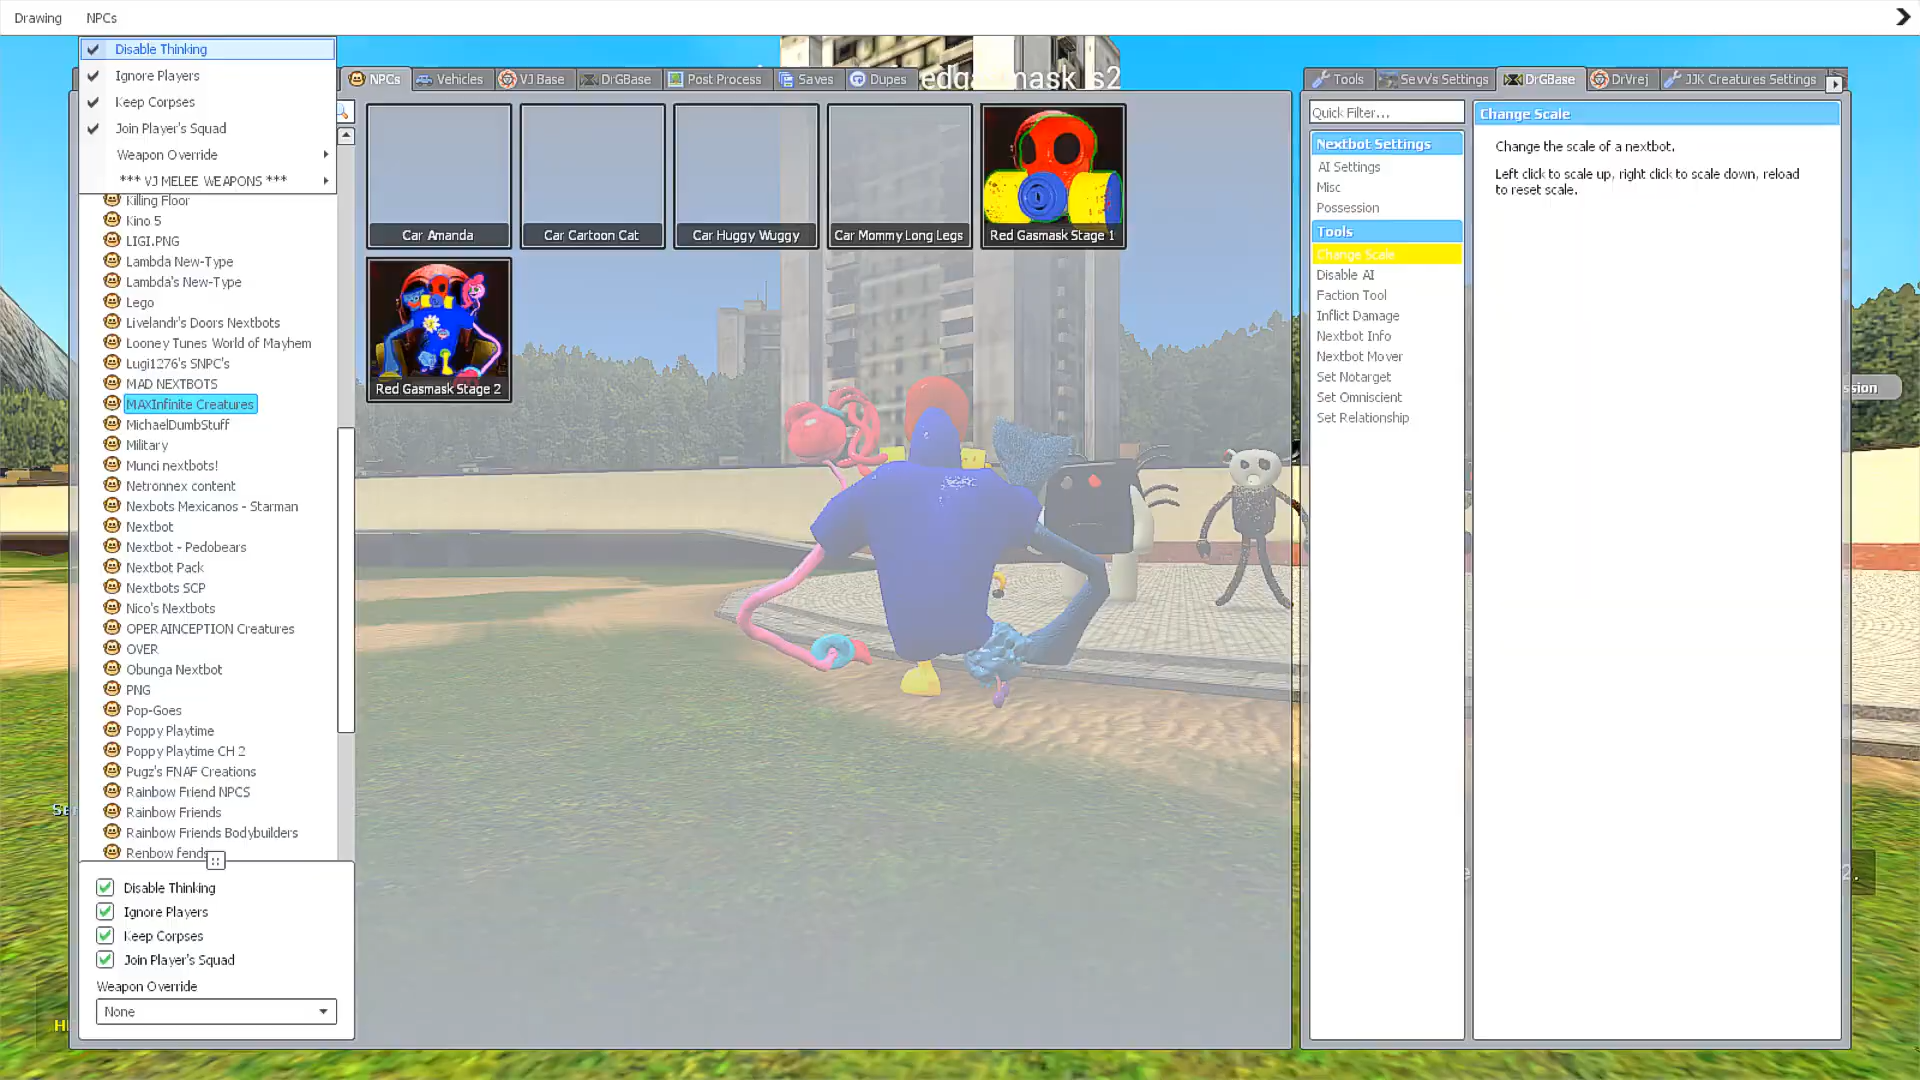 Drawing NPCs
Disable Thinking
Ignore Players
Keep Corpses
Join Player's Squad
Weapon Override
*** VJ MELEE WEAPONS ***
NPCs Vehicles VJ Base DrGBase Post Process Saves Dupes
Killing Floor
Kino 5
LIGI.PNG
Lambda New-Type
Lambda's New-Type
Lego
Livelandr's Doors Nextbots
Looney Tunes World of Mayhem
Lugi1276's SNPC's
MAD NEXTBOTS
MAXInfinite Creatures
MichaelDumbStuff
Military
Munci nextbots!
Netronnex content
Nexbots Mexicanos - Starman
Nextbot
Nextbot - Pedobears
Nextbot Pack
Nextbots SCP
Nico's Nextbots
OPERAINCEPTION Creatures
OVER
Obunga Nextbot
PNG
Pop-Goes
Poppy Playtime
Poppy Playtime CH 2
Pugz's FNAF Creations
Rainbow Friend NPCS
Rainbow Friends
Rainbow Friends Bodybuilders
Renbow fends
Disable Thinking
Ignore Players
Keep Corpses
Join Player's Squad
Weapon Override
None
Car Amanda
Car Cartoon Cat
Car Huggy Wuggy
Car Mommy Long Legs
Red Gasmask Stage 1
Red Gasmask Stage 2
Tools Sevv's Settings DrGBase DrVrej JJK Creatures Settings
Quick Filter...
Nextbot Settings
AI Settings
Misc
Possession
Tools
Change Scale
Disable AI
Faction Tool
Inflict Damage
Nextbot Info
Nextbot Mover
Set Notarget
Set Omniscient
Set Relationship
Change Scale
Change the scale of a nextbot.
Left click to scale up, right click to scale down, reload
to reset scale.